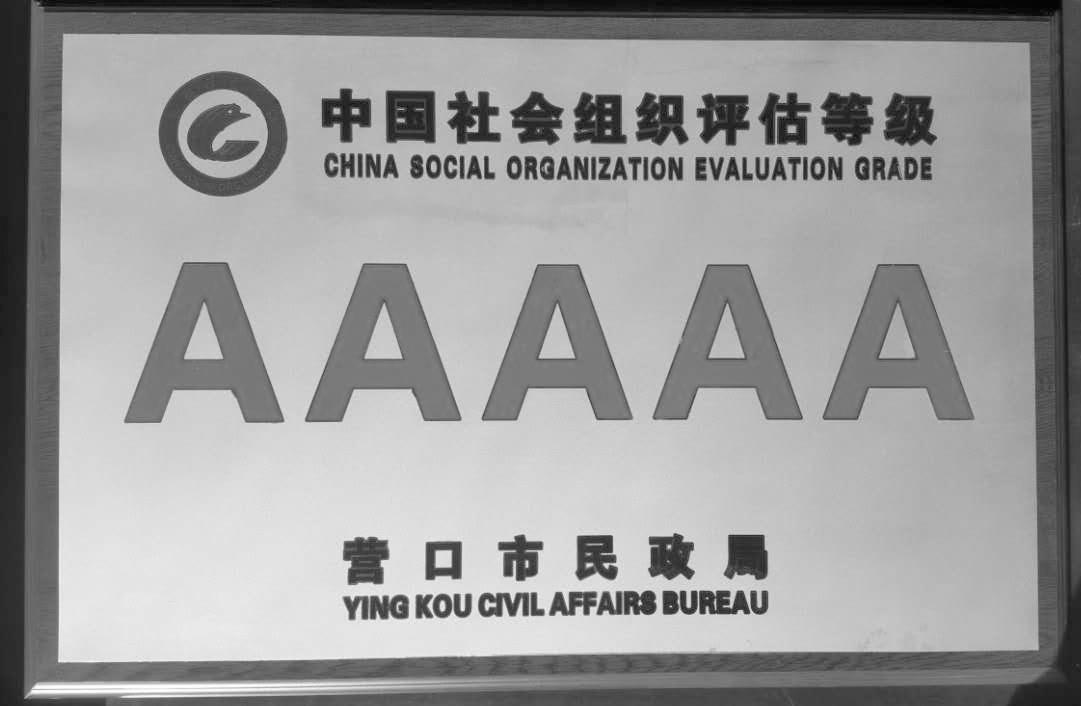 中国社会组织评估等级
CHINA SOCIAL ORGANIZATION EVALUATION GRADE
AAAAA
营口市民政局
YING KOU CIVIL AFFAIRS BUREAU